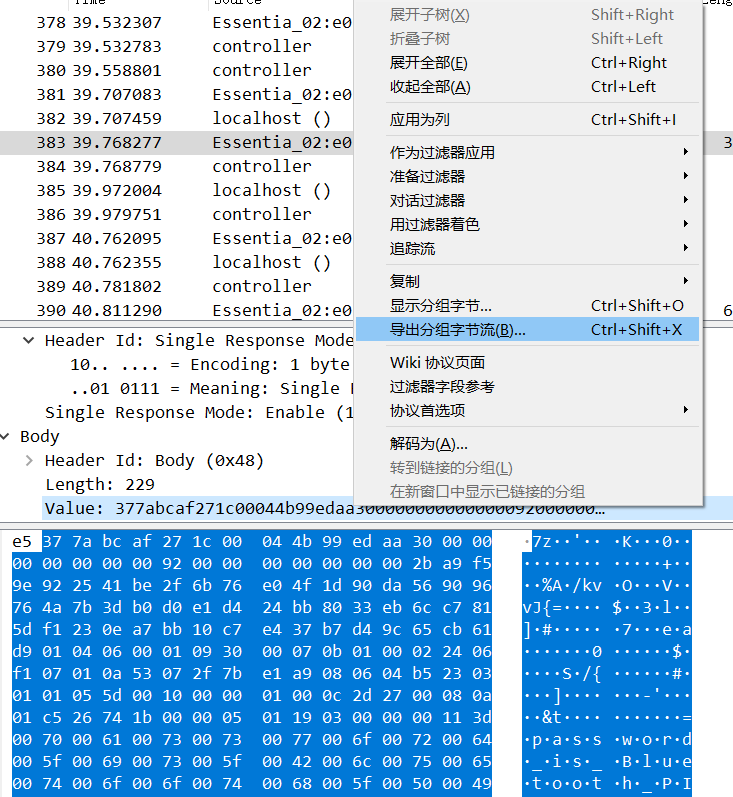 Time Source Leng
378 39.532307 Essentia_02:e0
379 39.532783 controller
380 39.558801 controller
381 39.707083 Essentia_02:e0
382 39.707459 localhost ()
383 39.768277 Essentia_02:e0 3
384 39.768779 controller
385 39.972004 localhost ()
386 39.979751 controller
387 40.762095 Essentia_02:e0
388 40.762355 localhost ()
389 40.781802 controller
390 40.811290 Essentia_02:e0 6
展开子树(X) Shift+Right
折叠子树 Shift+Left
展开全部(E) Ctrl+Right
收起全部(A) Ctrl+Left
应用为列 Ctrl+Shift+I
作为过滤器应用
准备过滤器
对话过滤器
用过滤器着色
追踪流
复制
显示分组字节... Ctrl+Shift+O
导出分组字节流(B)... Ctrl+Shift+X
Wiki 协议页面
过滤器字段参考
协议首选项
解码为(A)...
转到链接的分组(L)
在新窗口中显示已链接的分组
Header Id: Single Response Mode
10.. .... = Encoding: 1 byte
..01 0111 = Meaning: Single R
Single Response Mode: Enable (1
Body
Header Id: Body (0x48)
Length: 229
Value: 377abcaf271c00044b99edaa300000000000000092000000…
e5 37 7a bc af 27 1c 00 04 4b 99 ed aa 30 00 00 ·7z··'·· ·K···0··
00 00 00 00 00 92 00 00 00 00 00 00 00 2b a9 f5 ········ ·····+··
9e 92 25 41 be 2f 6b 76 e0 4f 1d 90 da 56 90 96 ··%A·/kv ·O···V··
76 4a 7b 3d b0 d0 e1 d4 24 bb 80 33 eb 6c c7 81 vJ{=···· $··3·l··
5d f1 23 0e a7 bb 10 c7 e4 37 b7 d4 9c 65 cb 61 ]·#····· ·7···e·a
d9 01 04 06 00 01 09 30 00 07 0b 01 00 02 24 06 ·······0 ······$·
f1 07 01 0a 53 07 2f 7b e1 a9 08 06 04 b5 23 03 ····S·/{ ······#·
01 01 05 5d 00 10 00 00 01 00 0c 2d 27 00 08 0a ···]···· ···-'···
01 c5 26 74 1b 00 00 05 01 19 03 00 00 00 11 3d ··&t···· ·······=
00 70 00 61 00 73 00 73 00 77 00 6f 00 72 00 64 ·p·a·s·s ·w·o·r·d
00 5f 00 69 00 73 00 5f 00 42 00 6c 00 75 00 65 ·_·i·s·_ ·B·l·u·e
00 74 00 6f 00 6f 00 74 00 68 00 5f 00 50 00 49 ·t·o·o·t ·h·_·P·I